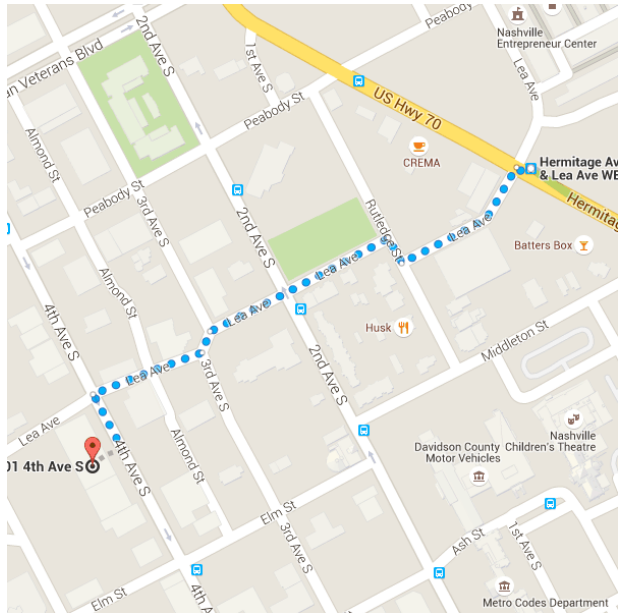 2nd Ave S
Peabody
Nashville
Entrepreneur Center
an Veterans Blvd
1st Ave S
Lea Ave
US Hwy 70
Peabody St
Almond St
CREMA
Hermitage Av
& Lea Ave WB
Peabody St
3rd Ave S
2nd Ave S
Rutledge St
Hermitag
Lea Ave
Batters Box
Lea Ave
Almond St
4th Ave S
Lea Ave
Husk
Middleton St
2nd Ave S
Lea Ave
3rd Ave S
Lea Ave
Almond St
4th Ave S
Davidson County
Motor Vehicles
Nashville
Children's Theatre
01 4th Ave S
Elm St
3rd Ave S
Ash St
1st Ave S
Elm St
4th Ave S
Metro Codes Department